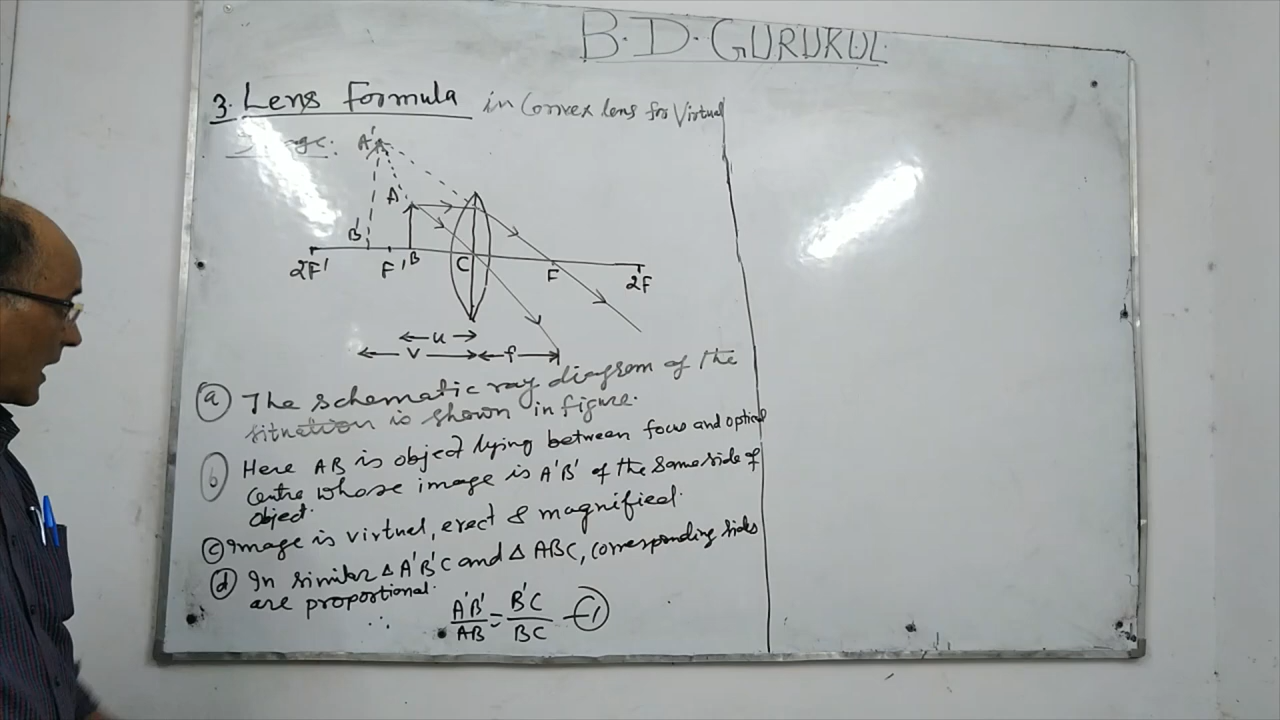 B.D.GURUKUL
3. Lens formula in Convex lens for Virtual
Image:
A'
A
B'
2F' F' B C F 2F
u
v f
(a) The schematic ray diagram of the
situation is shown in figure.
(b) Here AB is object lying between focus and optical
Centre whose image is A'B' of the same side of
object.
(c) Image is virtual, erect & magnified.
(d) In similar Δ A'B'C and Δ ABC, corresponding sides
are proportional.
∴ A'B'/AB = B'C/BC —(1)